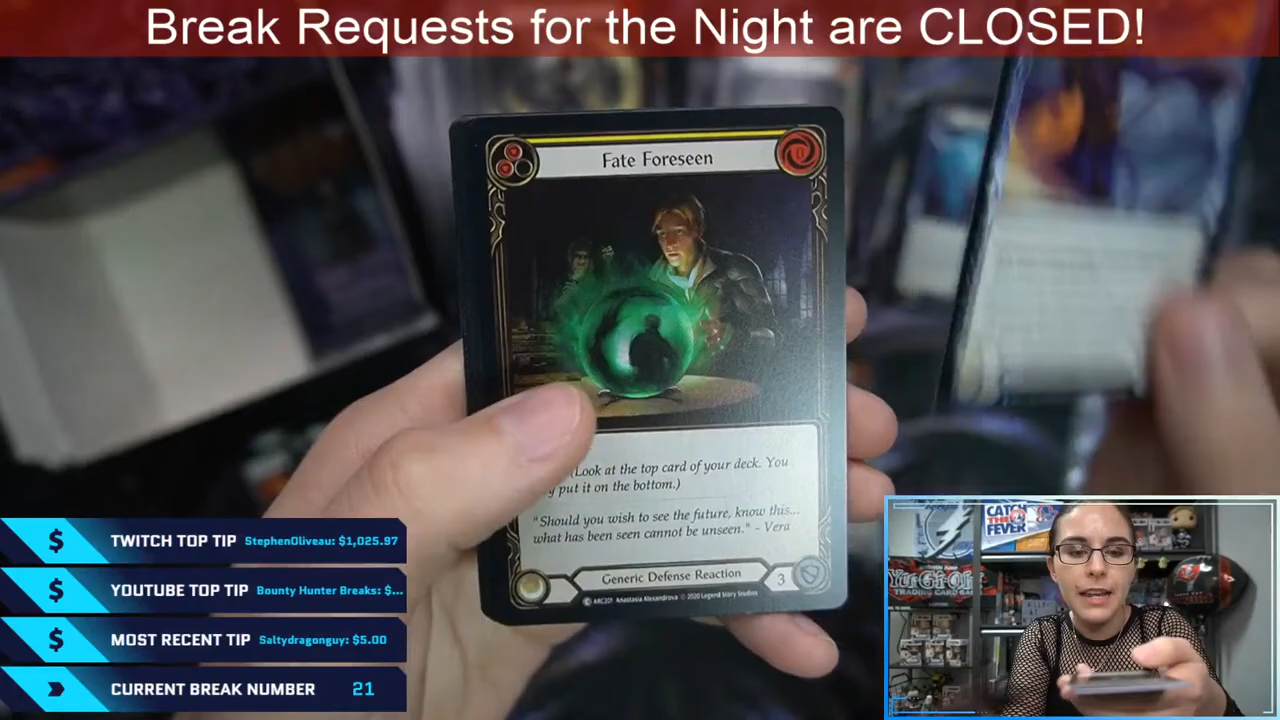 Break Requests for the Night are CLOSED!
Fate Foreseen
0
(Look at the top card of your deck. You
y put it on the bottom.)
"Should you wish to see the future, know this...
what has been seen cannot be unseen." - Vera
Generic Defense Reaction 3
ARC201 Anastasia Alexandrova © 2020 Legend Story Studios
$ TWITCH TOP TIP StephenOliveau: $1,025.97
$ YOUTUBE TOP TIP Bounty Hunter Breaks: $...
$ MOST RECENT TIP Saltydragonguy: $5.00
CURRENT BREAK NUMBER 21
CATCH
THE
FEVER
Yu-Gi-Oh!
TRADING CARD GAME